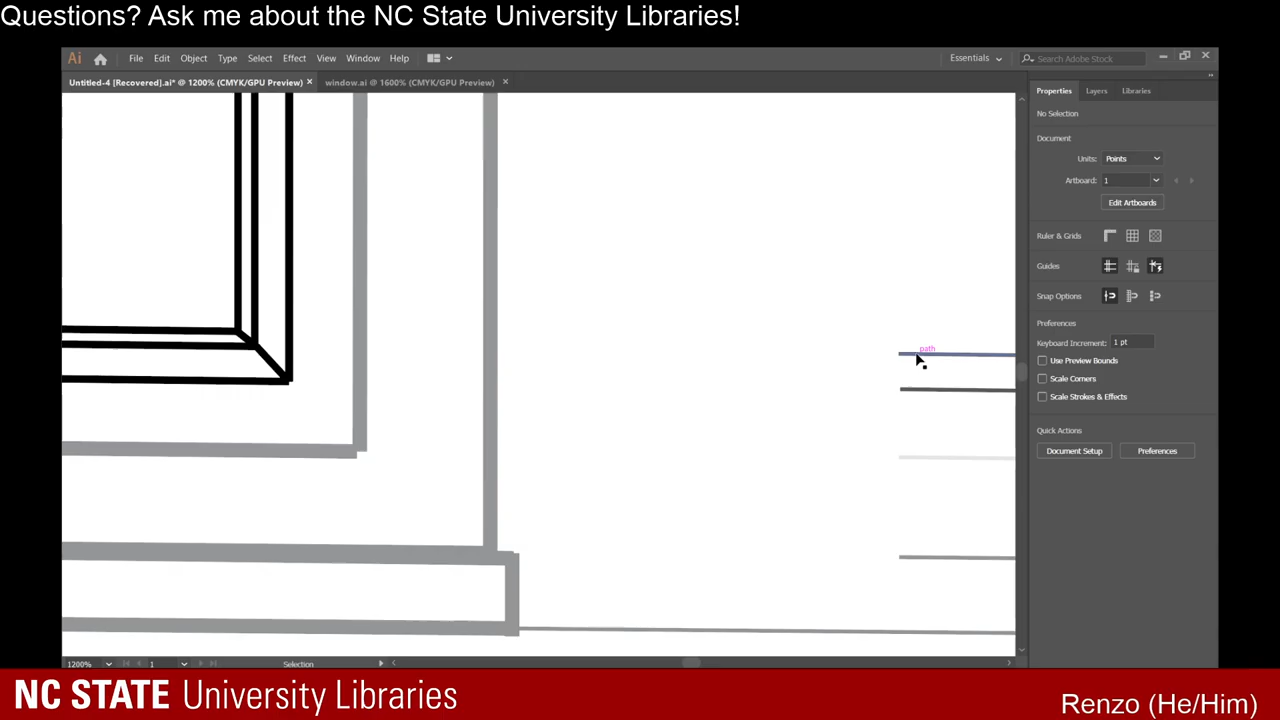 Questions? Ask me about the NC State University Libraries!
Ai File Edit Object Type Select Effect View Window Help Essentials Search Adobe Stock
Untitled-4 [Recovered].ai* @ 1200% (CMYK/GPU Preview) × window.ai @ 1600% (CMYK/GPU Preview) ×
Properties Layers Libraries
No Selection
Document
Units: Points
Artboard: 1
Edit Artboards
Ruler & Grids
Guides
Snap Options
Preferences
Keyboard Increment: 1 pt
path
Use Preview Bounds
Scale Corners
Scale Strokes & Effects
Quick Actions
Document Setup Preferences
1200% 1 Selection
NC STATE University Libraries
Renzo (He/Him)